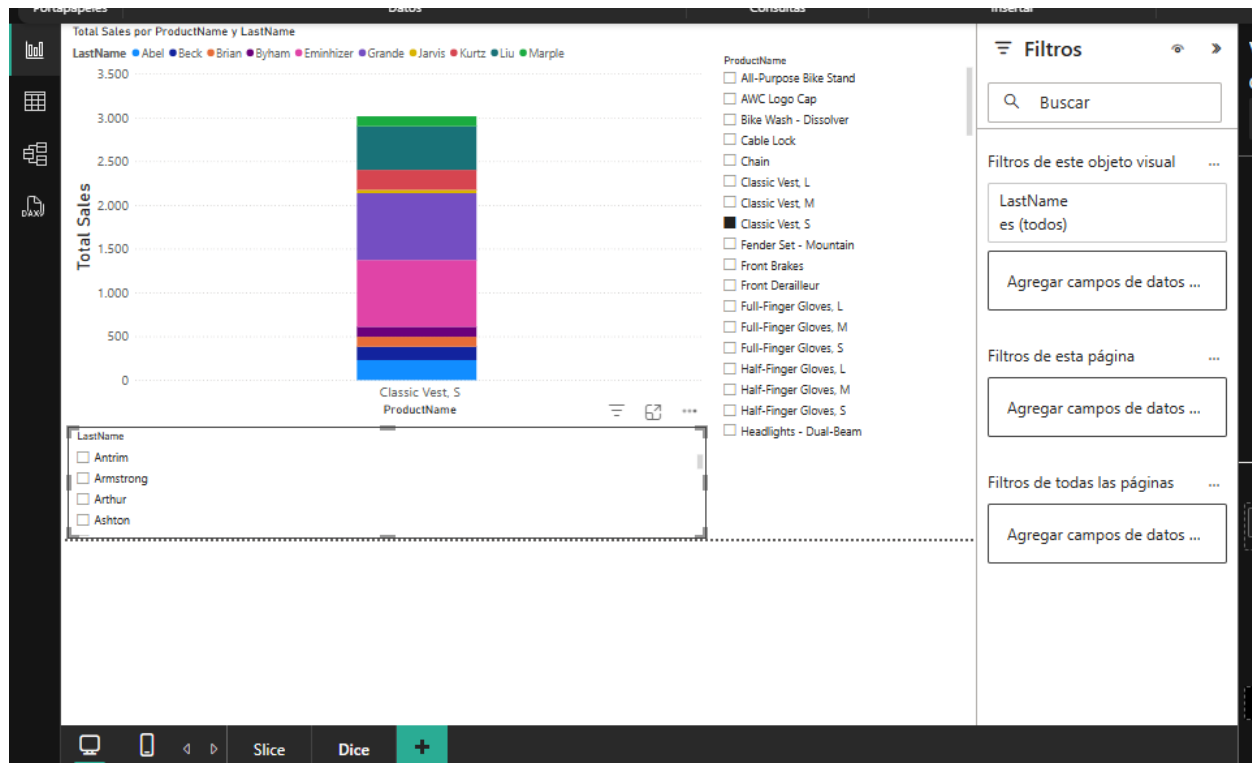 Portapapeles
Datos
Consultas
Insertar
Total Sales por ProductName y LastName
LastName Abel Beck Brian Byham Eminhizer Grande Jarvis Kurtz Liu Marple
3.500
3.000
2.500
2.000
1.500
1.000
500
0
Total Sales
Classic Vest, S
ProductName
ProductName
All-Purpose Bike Stand
AWC Logo Cap
Bike Wash - Dissolver
Cable Lock
Chain
Classic Vest, L
Classic Vest, M
Classic Vest, S
Fender Set - Mountain
Front Brakes
Front Derailleur
Full-Finger Gloves, L
Full-Finger Gloves, M
Full-Finger Gloves, S
Half-Finger Gloves, L
Half-Finger Gloves, M
Half-Finger Gloves, S
Headlights - Dual-Beam
LastName
Antrim
Armstrong
Arthur
Ashton
Filtros
Buscar
Filtros de este objeto visual ...
LastName
es (todos)
Agregar campos de datos ...
Filtros de esta página ...
Agregar campos de datos ...
Filtros de todas las páginas ...
Agregar campos de datos ...
DAX
Slice
Dice
+